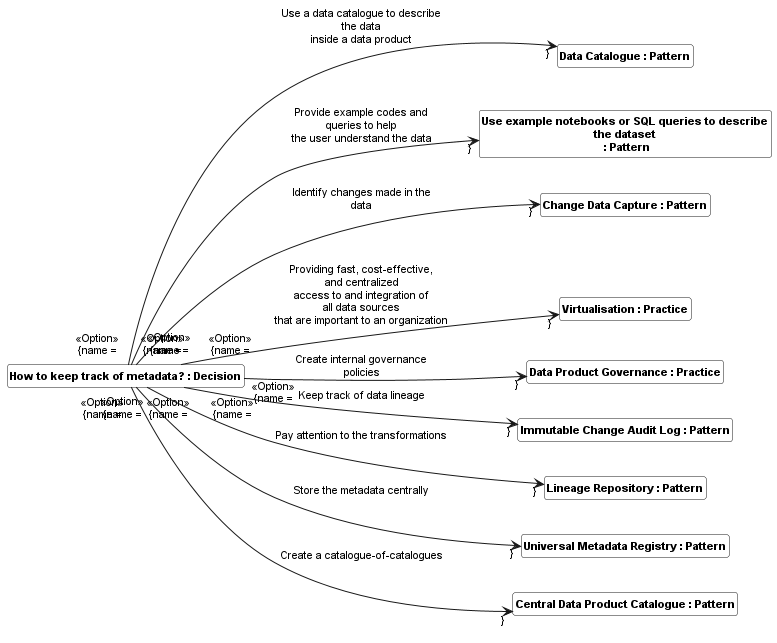 Use a data catalogue to describe
the data
inside a data product
Data Catalogue : Pattern
}
Provide example codes and
queries to help
the user understand the data
Use example notebooks or SQL queries to describe
the dataset
: Pattern
}
Identify changes made in the
data
Change Data Capture : Pattern
}
Providing fast, cost-effective,
and centralized
access to and integration of
all data sources
that are important to an organization
Virtualisation : Practice
}
«Option»
{name =
«Option»
{name =
«Option»
{name =
«Option»
{name =
How to keep track of metadata? : Decision
Create internal governance
policies
Data Product Governance : Practice
}
«Option»
{name =
Keep track of data lineage
Immutable Change Audit Log : Pattern
}
«Option»
{name =
«Option»
{name =
«Option»
{name =
«Option»
{name =
Pay attention to the transformations
Lineage Repository : Pattern
}
Store the metadata centrally
Universal Metadata Registry : Pattern
}
Create a catalogue-of-catalogues
Central Data Product Catalogue : Pattern
}